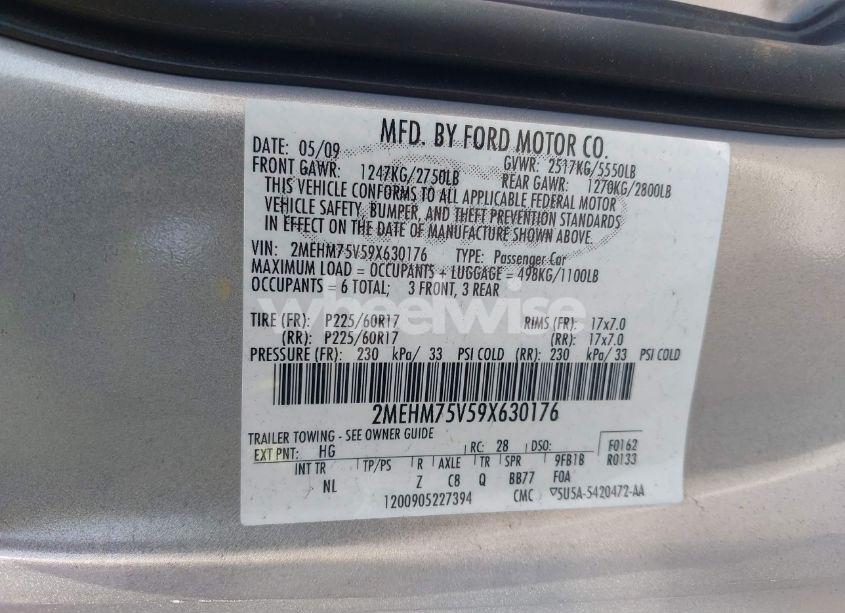 MFD. BY FORD MOTOR CO.
DATE: 05/09 GVWR: 2517KG/5550LB
FRONT GAWR: 1247KG/2750LB REAR GAWR: 1270KG/2800LB
THIS VEHICLE CONFORMS TO ALL APPLICABLE FEDERAL MOTOR
VEHICLE SAFETY, BUMPER, AND THEFT PREVENTION STANDARDS
IN EFFECT ON THE DATE OF MANUFACTURE SHOWN ABOVE.
VIN: 2MEHM75V59X630176 TYPE: Passenger Car
MAXIMUM LOAD = OCCUPANTS + LUGGAGE = 498KG/1100LB
OCCUPANTS = 6 TOTAL; 3 FRONT, 3 REAR
wheelwise
TIRE (FR): P225/60R17 RIMS (FR): 17x7.0
(RR): P225/60R17 (RR): 17x7.0
PRESSURE (FR): 230 kPa/ 33 PSI COLD (RR): 230 kPa/ 33 PSI COLD
2MEHM75V59X630176
TRAILER TOWING - SEE OWNER GUIDE
EXT PNT: HG RC: 28 DSO: F0162
INT TR TP/PS R AXLE TR SPR 9FB1B R0133
NL Z C8 Q BB77 F0A
1200905227394 CMC ▽5U5A-5420472-AA